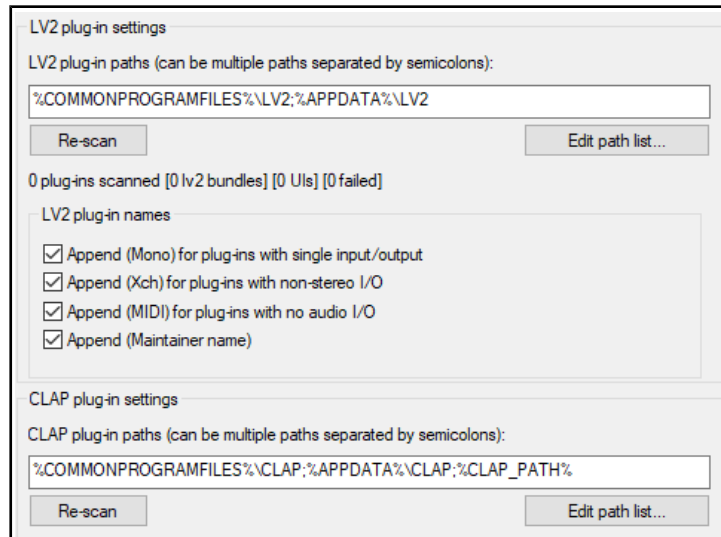 LV2 plug-in settings
LV2 plug-in paths (can be multiple paths separated by semicolons):
%COMMONPROGRAMFILES%\LV2;%APPDATA%\LV2
Re-scan Edit path list...
0 plug-ins scanned [0 lv2 bundles] [0 UIs] [0 failed]
LV2 plug-in names
Append (Mono) for plug-ins with single input/output
Append (Xch) for plug-ins with non-stereo I/O
Append (MIDI) for plug-ins with no audio I/O
Append (Maintainer name)
CLAP plug-in settings
CLAP plug-in paths (can be multiple paths separated by semicolons):
%COMMONPROGRAMFILES%\CLAP;%APPDATA%\CLAP;%CLAP_PATH%
Re-scan Edit path list...